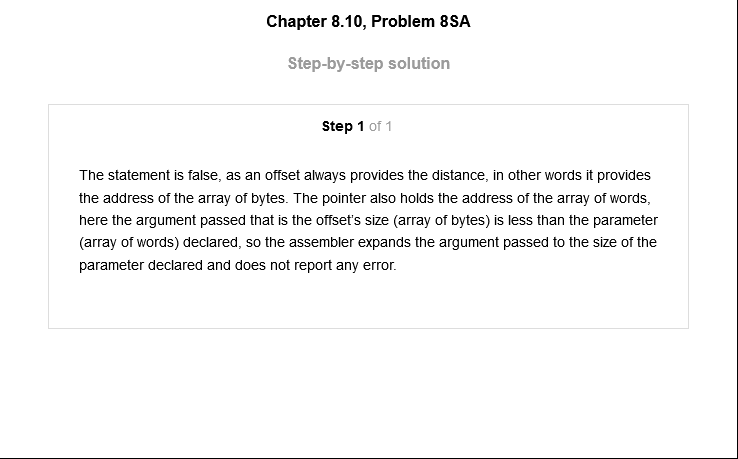 Chapter 8.10, Problem 8SA
Step-by-step solution
Step 1 of 1
The statement is false, as an offset always provides the distance, in other words it provides
the address of the array of bytes. The pointer also holds the address of the array of words,
here the argument passed that is the offset's size (array of bytes) is less than the parameter
(array of words) declared, so the assembler expands the argument passed to the size of the
parameter declared and does not report any error.